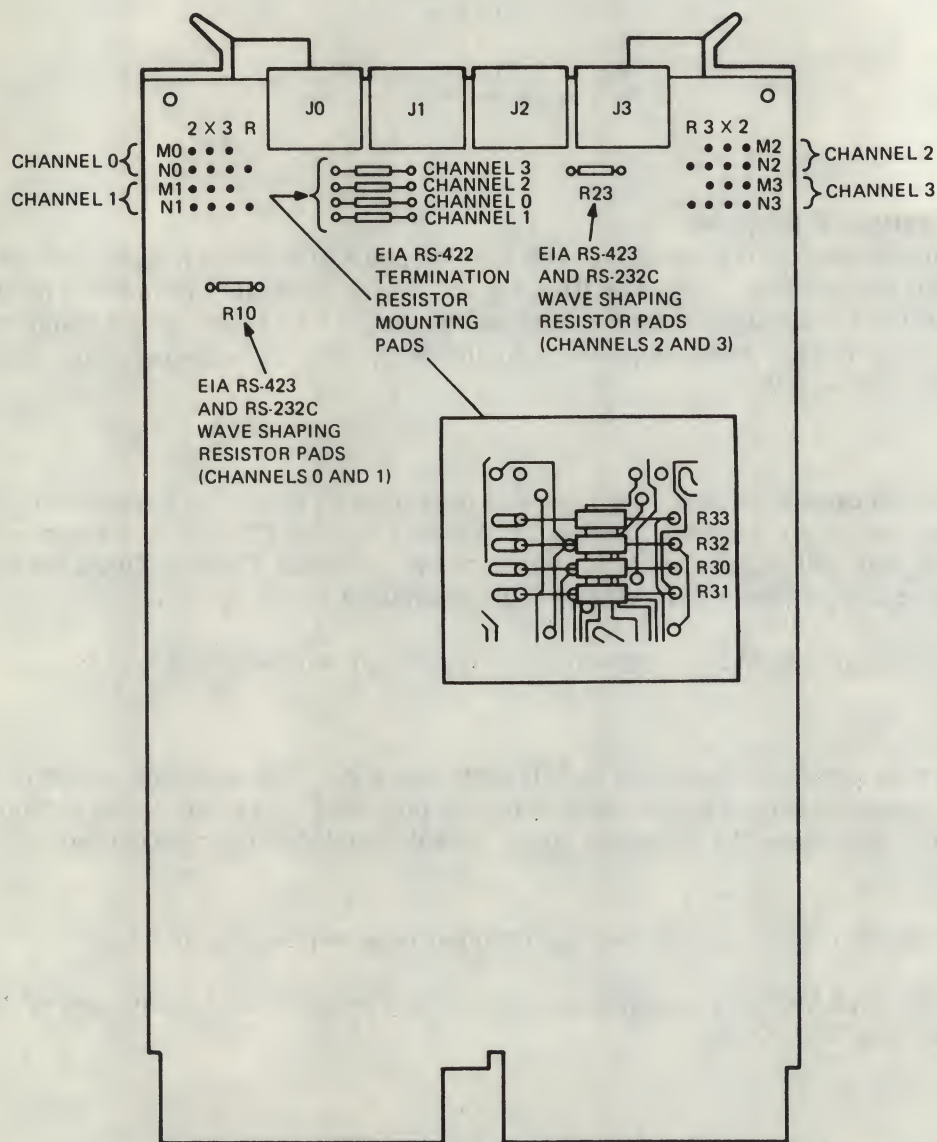 J0 J1 J2 J3
2 X 3 R
R 3 X 2
CHANNEL 0
M0
N0
CHANNEL 1
M1
N1
M2
N2
CHANNEL 2
M3
N3
CHANNEL 3
CHANNEL 3
CHANNEL 2
CHANNEL 0
CHANNEL 1
R23
EIA RS-422
TERMINATION
RESISTOR
MOUNTING
PADS
EIA RS-423
AND RS-232C
WAVE SHAPING
RESISTOR PADS
(CHANNELS 2 AND 3)
R10
EIA RS-423
AND RS-232C
WAVE SHAPING
RESISTOR PADS
(CHANNELS 0 AND 1)
R33
R32
R30
R31